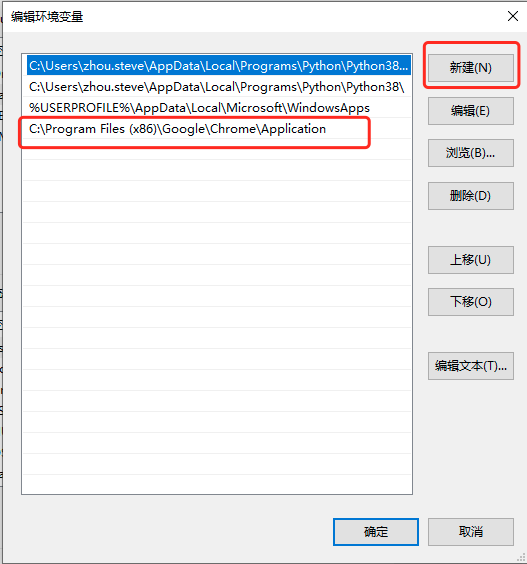 编辑环境变量
C:\Users\zhou.steve\AppData\Local\Programs\Python\Python38...
C:\Users\zhou.steve\AppData\Local\Programs\Python\Python38\
%USERPROFILE%\AppData\Local\Microsoft\WindowsApps
C:\Program Files (x86)\Google\Chrome\Application
新建(N)
编辑(E)
浏览(B)...
删除(D)
上移(U)
下移(O)
编辑文本(T)...
确定
取消